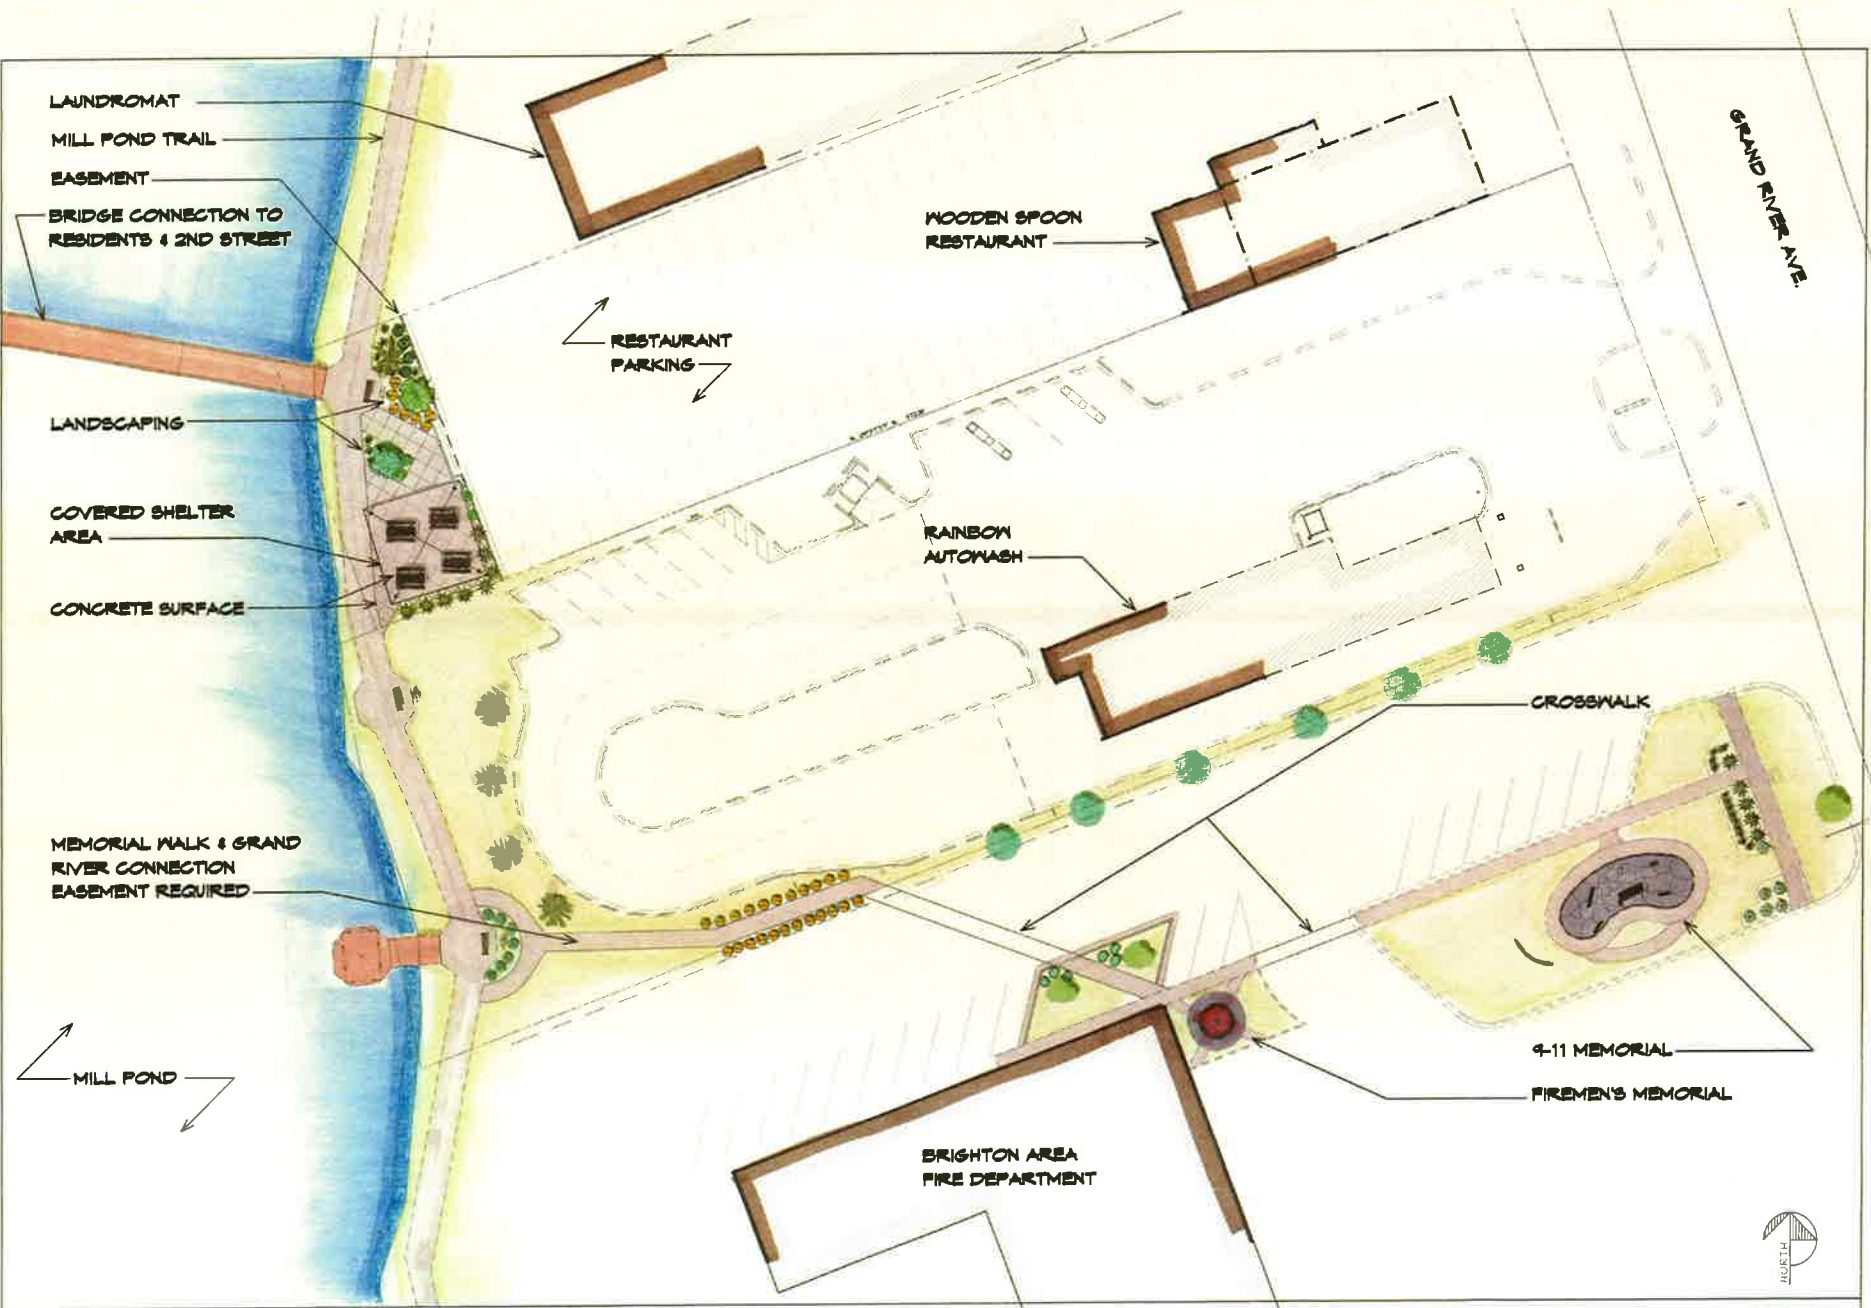 LAUNDROMAT
MILL POND TRAIL
EASEMENT
BRIDGE CONNECTION TO
RESIDENTS & 2ND STREET
LANDSCAPING
COVERED SHELTER
AREA
CONCRETE SURFACE
MEMORIAL WALK & GRAND
RIVER CONNECTION
EASEMENT REQUIRED
MILL POND
RESTAURANT
PARKING
WOODEN SPOON
RESTAURANT
GRAND RIVER AVE.
RAINBOW
AUTOWASH
CROSSWALK
9-11 MEMORIAL
FIREMEN'S MEMORIAL
BRIGHTON AREA
FIRE DEPARTMENT
NORTH